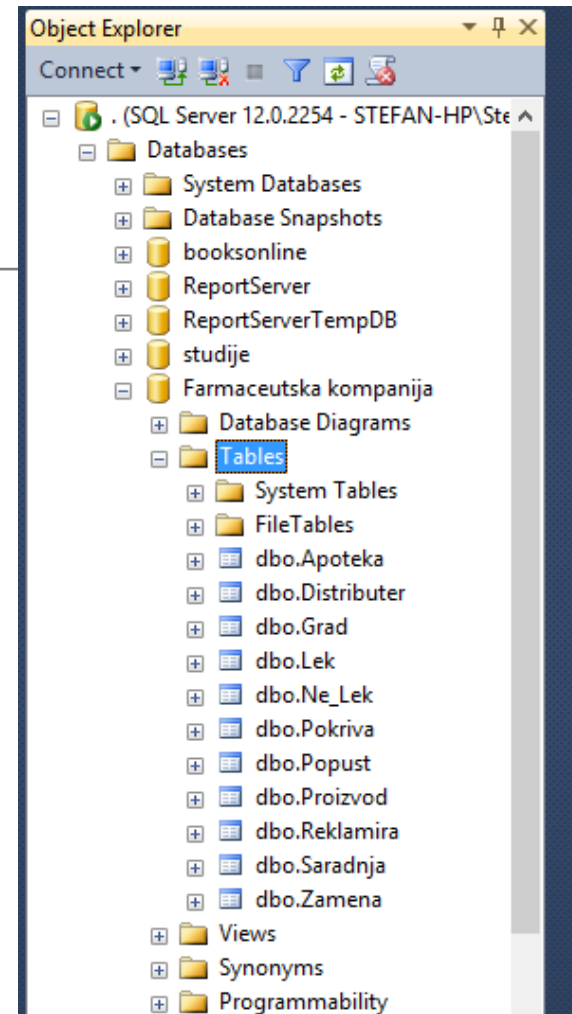 Object Explorer
Connect
. (SQL Server 12.0.2254 - STEFAN-HP\Ste
Databases
System Databases
Database Snapshots
booksonline
ReportServer
ReportServerTempDB
studije
Farmaceutska kompanija
Database Diagrams
Tables
System Tables
FileTables
dbo.Apoteka
dbo.Distributer
dbo.Grad
dbo.Lek
dbo.Ne_Lek
dbo.Pokriva
dbo.Popust
dbo.Proizvod
dbo.Reklamira
dbo.Saradnja
dbo.Zamena
Views
Synonyms
Programmability